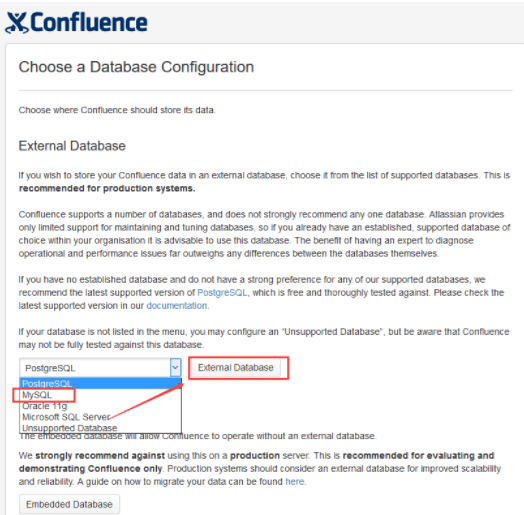 Confluence
Choose a Database Configuration
Choose where Confluence should store its data.
External Database
If you wish to store your Confluence data in an external database, choose it from the list of supported databases. This is
recommended for production systems.
Confluence supports a number of databases, and does not strongly recommend any one database. Atlassian provides
only limited support for maintaining and tuning databases, so if you already have an established, supported database of
choice within your organisation it is advisable to use this database. The benefit of having an expert to diagnose
operational and performance issues far outweighs any differences between the databases themselves.
If you have no established database and do not have a strong preference for any of our supported databases, we
recommend the latest supported version of PostgreSQL, which is free and thoroughly tested against. Please check the
latest supported version in our documentation.
If your database is not listed in the menu, you may configure an "Unsupported Database", but be aware that Confluence
may not be fully tested against this database.
PostgreSQL External Database
PostgreSQL
MySQL
Oracle 11g
Microsoft SQL Server
Unsupported Database
The embedded database will allow Confluence to operate without an external database.
We strongly recommend against using this on a production server. This is recommended for evaluating and
demonstrating Confluence only. Production systems should consider an external database for improved scalability
and reliability. A guide on how to migrate your data can be found here.
Embedded Database